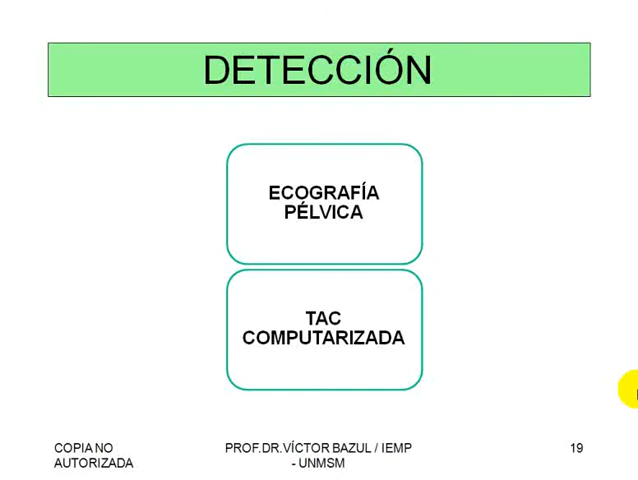 DETECCIÓN
ECOGRAFÍA
PÉLVICA
TAC
COMPUTARIZADA
COPIA NO
AUTORIZADA
PROF.DR.VÍCTOR BAZUL / IEMP
- UNMSM
19